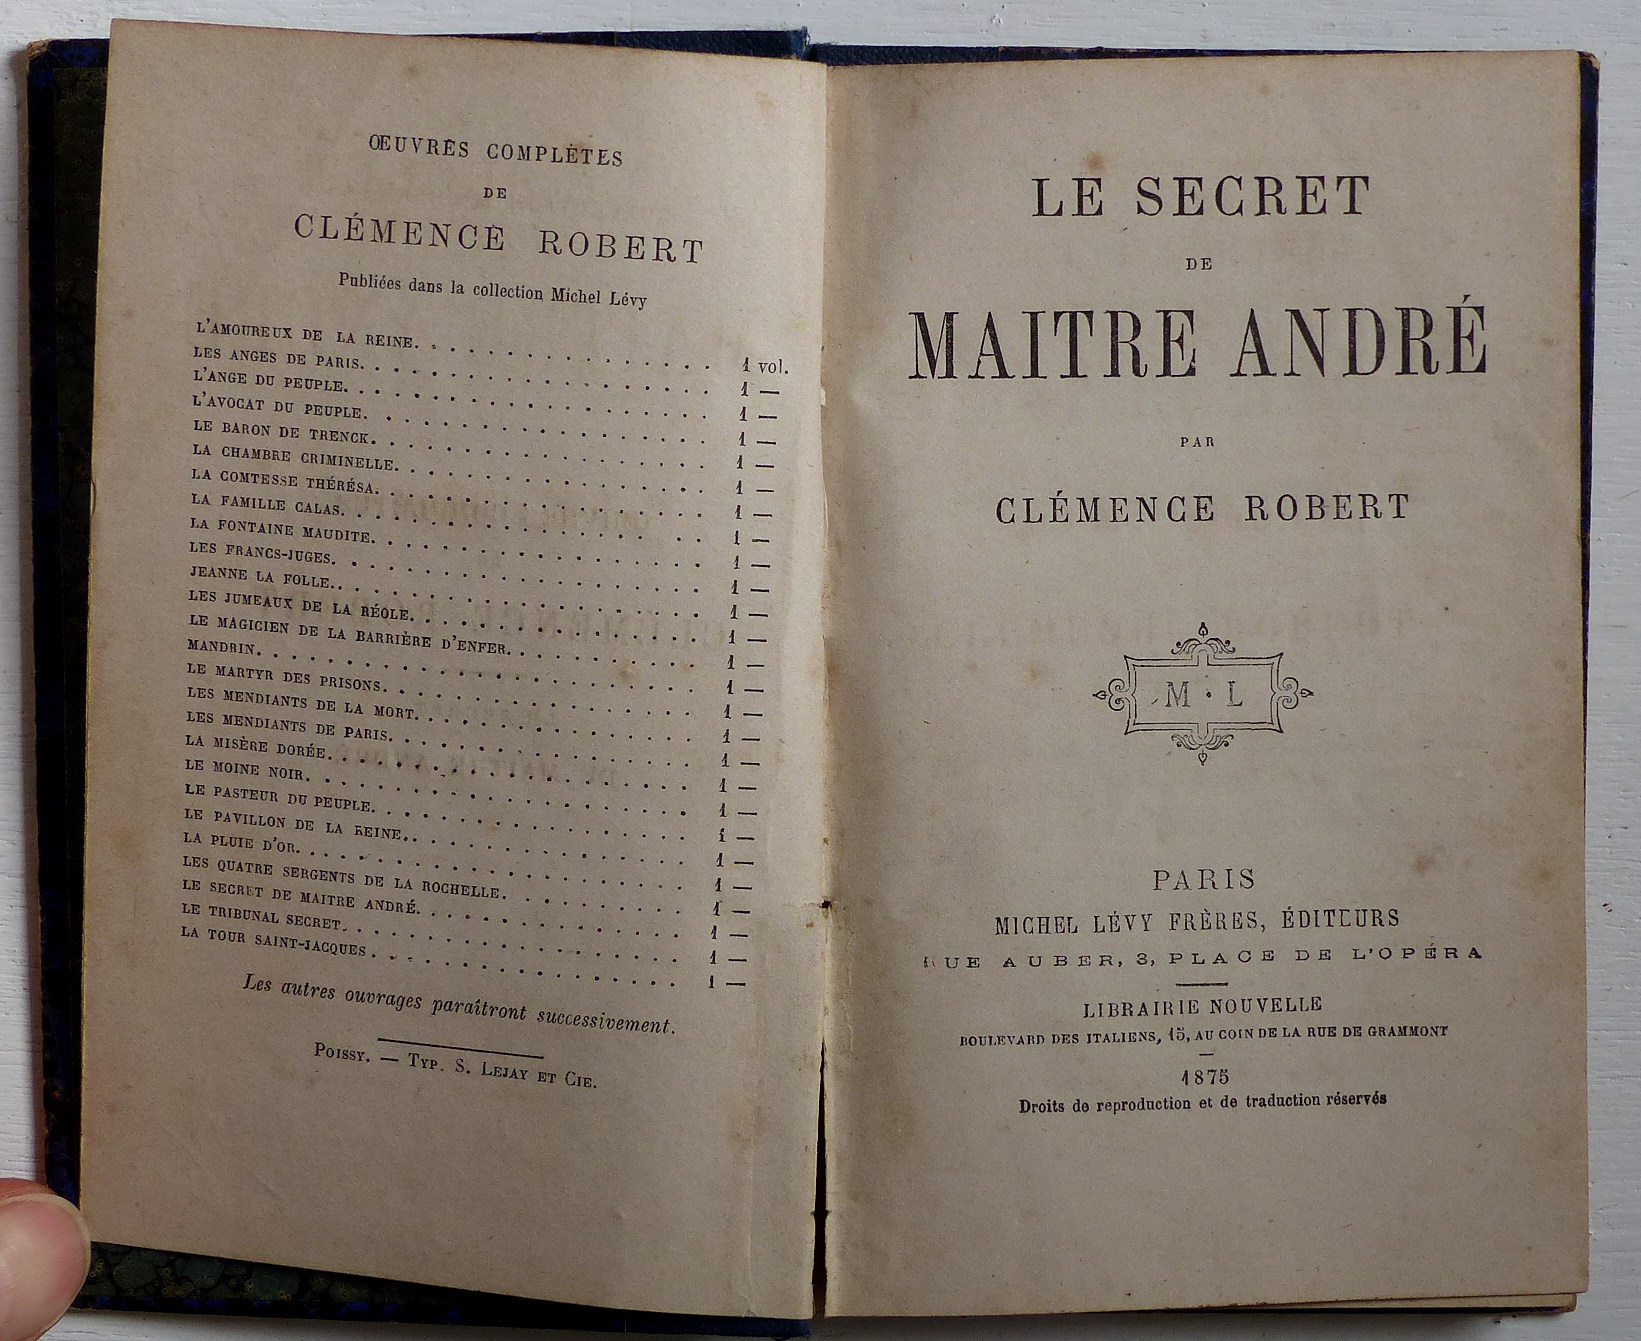 ŒUVRES COMPLÈTES
DE
CLÉMENCE ROBERT
Publiées dans la collection Michel Lévy
L'AMOUREUX DE LA REINE. . . . . . . . . . . . . . . 1 vol.
LES ANGES DE PARIS. . . . . . . . . . . . . . . . . 1 —
L'ANGE DU PEUPLE. . . . . . . . . . . . . . . . . . 1 —
L'AVOCAT DU PEUPLE. . . . . . . . . . . . . . . . . 1 —
LE BARON DE TRENCK. . . . . . . . . . . . . . . . . 1 —
LA CHAMBRE CRIMINELLE. . . . . . . . . . . . . . . 1 —
LA COMTESSE THÉRÉSA. . . . . . . . . . . . . . . . 1 —
LA FAMILLE CALAS. . . . . . . . . . . . . . . . . . 1 —
LA FONTAINE MAUDITE. . . . . . . . . . . . . . . . 1 —
LES FRANCS-JUGES. . . . . . . . . . . . . . . . . . 1 —
JEANNE LA FOLLE. . . . . . . . . . . . . . . . . . 1 —
LES JUMEAUX DE LA RÉOLE. . . . . . . . . . . . . . 1 —
LE MAGICIEN DE LA BARRIÈRE D'ENFER. . . . . . . . . 1 —
MANDRIN. . . . . . . . . . . . . . . . . . . . . . 1 —
LE MARTYR DES PRISONS. . . . . . . . . . . . . . . 1 —
LES MENDIANTS DE LA MORT. . . . . . . . . . . . . . 1 —
LES MENDIANTS DE PARIS. . . . . . . . . . . . . . . 1 —
LA MISÈRE DORÉE. . . . . . . . . . . . . . . . . . 1 —
LE MOINE NOIR. . . . . . . . . . . . . . . . . . . 1 —
LE PASTEUR DU PEUPLE. . . . . . . . . . . . . . . . 1 —
LE PAVILLON DE LA REINE. . . . . . . . . . . . . . 1 —
LA PLUIE D'OR. . . . . . . . . . . . . . . . . . . 1 —
LES QUATRE SERGENTS DE LA ROCHELLE. . . . . . . . . 1 —
LE SECRET DE MAITRE ANDRÉ. . . . . . . . . . . . . 1 —
LE TRIBUNAL SECRET. . . . . . . . . . . . . . . . . 1 —
LA TOUR SAINT-JACQUES . . . . . . . . . . . . . . . 1 —
Les autres ouvrages paraîtront successivement.
POISSY. — TYP. S. LEJAY ET CIE.
LE SECRET
DE
MAITRE ANDRÉ
PAR
CLÉMENCE ROBERT
M · L
PARIS
MICHEL LÉVY FRÈRES, ÉDITEURS
RUE AUBER, 3, PLACE DE L'OPÉRA
LIBRAIRIE NOUVELLE
BOULEVARD DES ITALIENS, 15, AU COIN DE LA RUE DE GRAMMONT
1875
Droits de reproduction et de traduction réservés